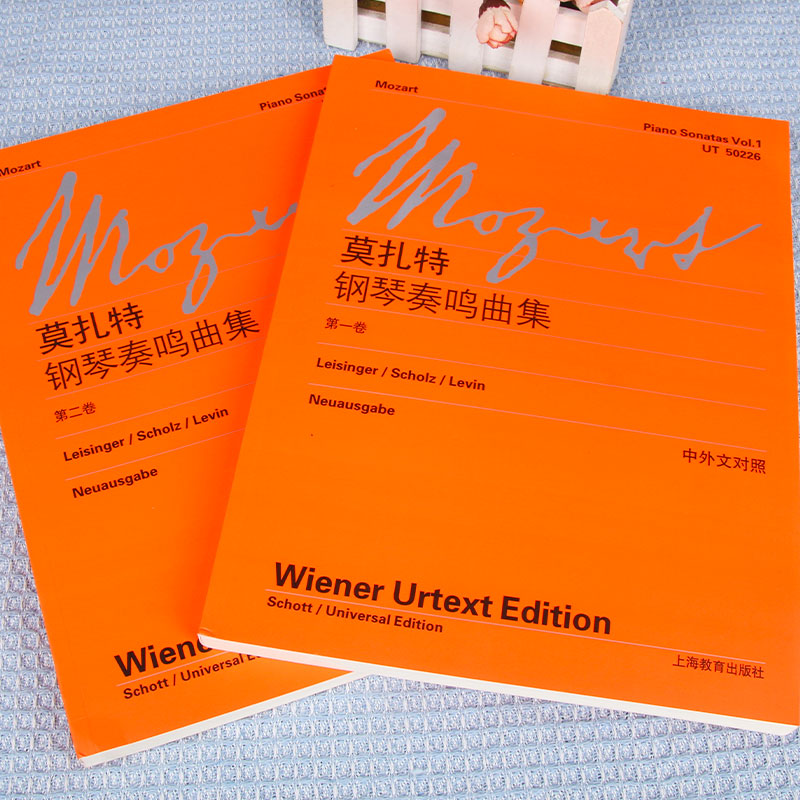 Mozart
Piano Sonatas Vol.1
UT 50226
Mozart
莫扎特
钢琴奏鸣曲集
第一卷
Leisinger / Scholz / Levin
Neuausgabe
中外文对照
Wiener Urtext Edition
Schott / Universal Edition
上海教育出版社
Mozart
Piano
莫扎特
钢琴奏鸣曲集
第二卷
Leisinger / Scholz / Levin
Neuausgabe
Schott / Universal